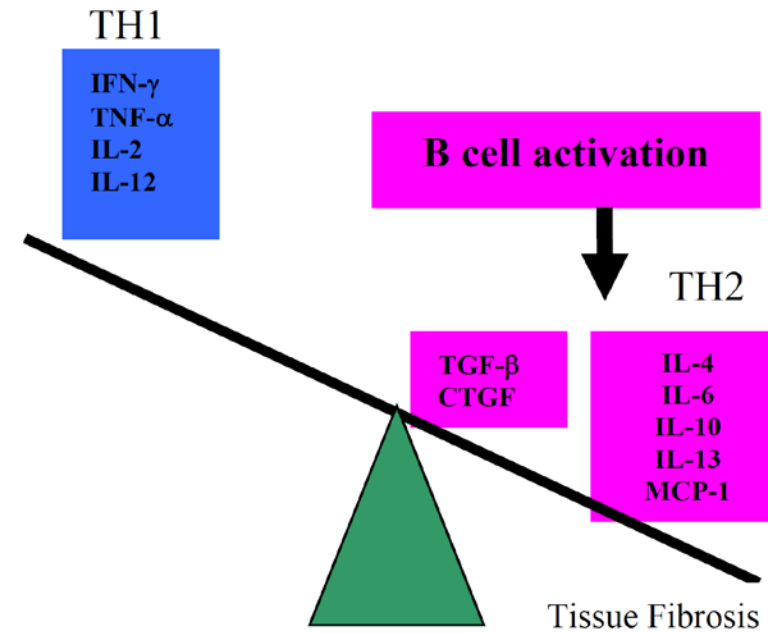 TH1
IFN-γ
TNF-α
IL-2
IL-12
B cell activation
TH2
TGF-β
CTGF
IL-4
IL-6
IL-10
IL-13
MCP-1
Tissue Fibrosis